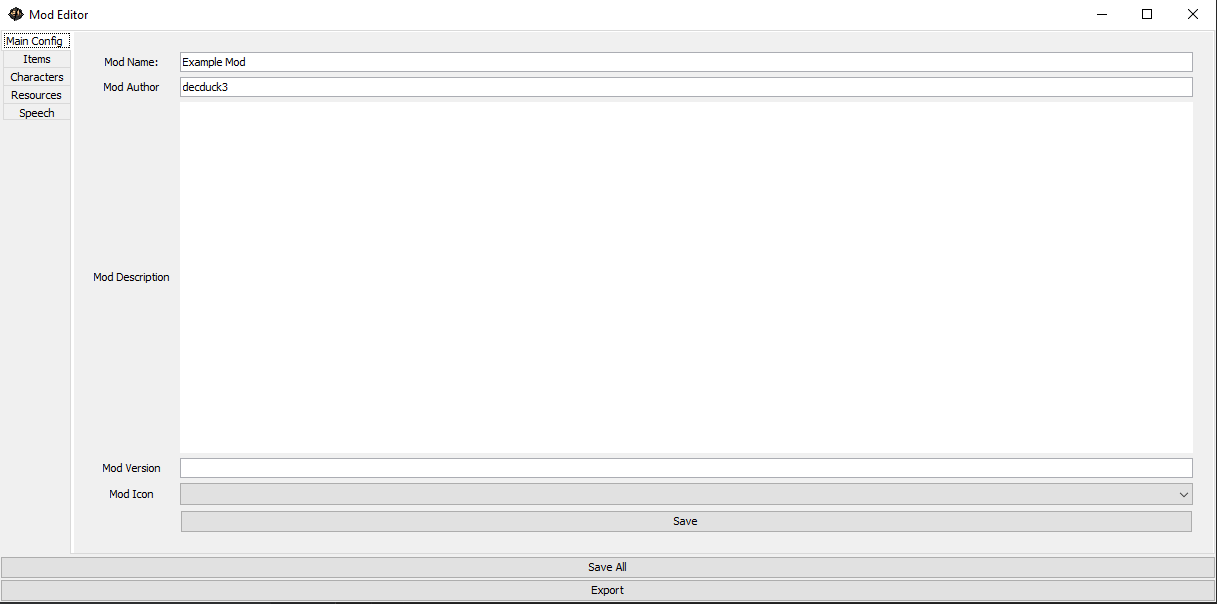 Mod Editor
Main Config
Items
Characters
Resources
Speech
Mod Name: Example Mod
Mod Author decduck3
Mod Description
Mod Version
Mod Icon
Save
Save All
Export